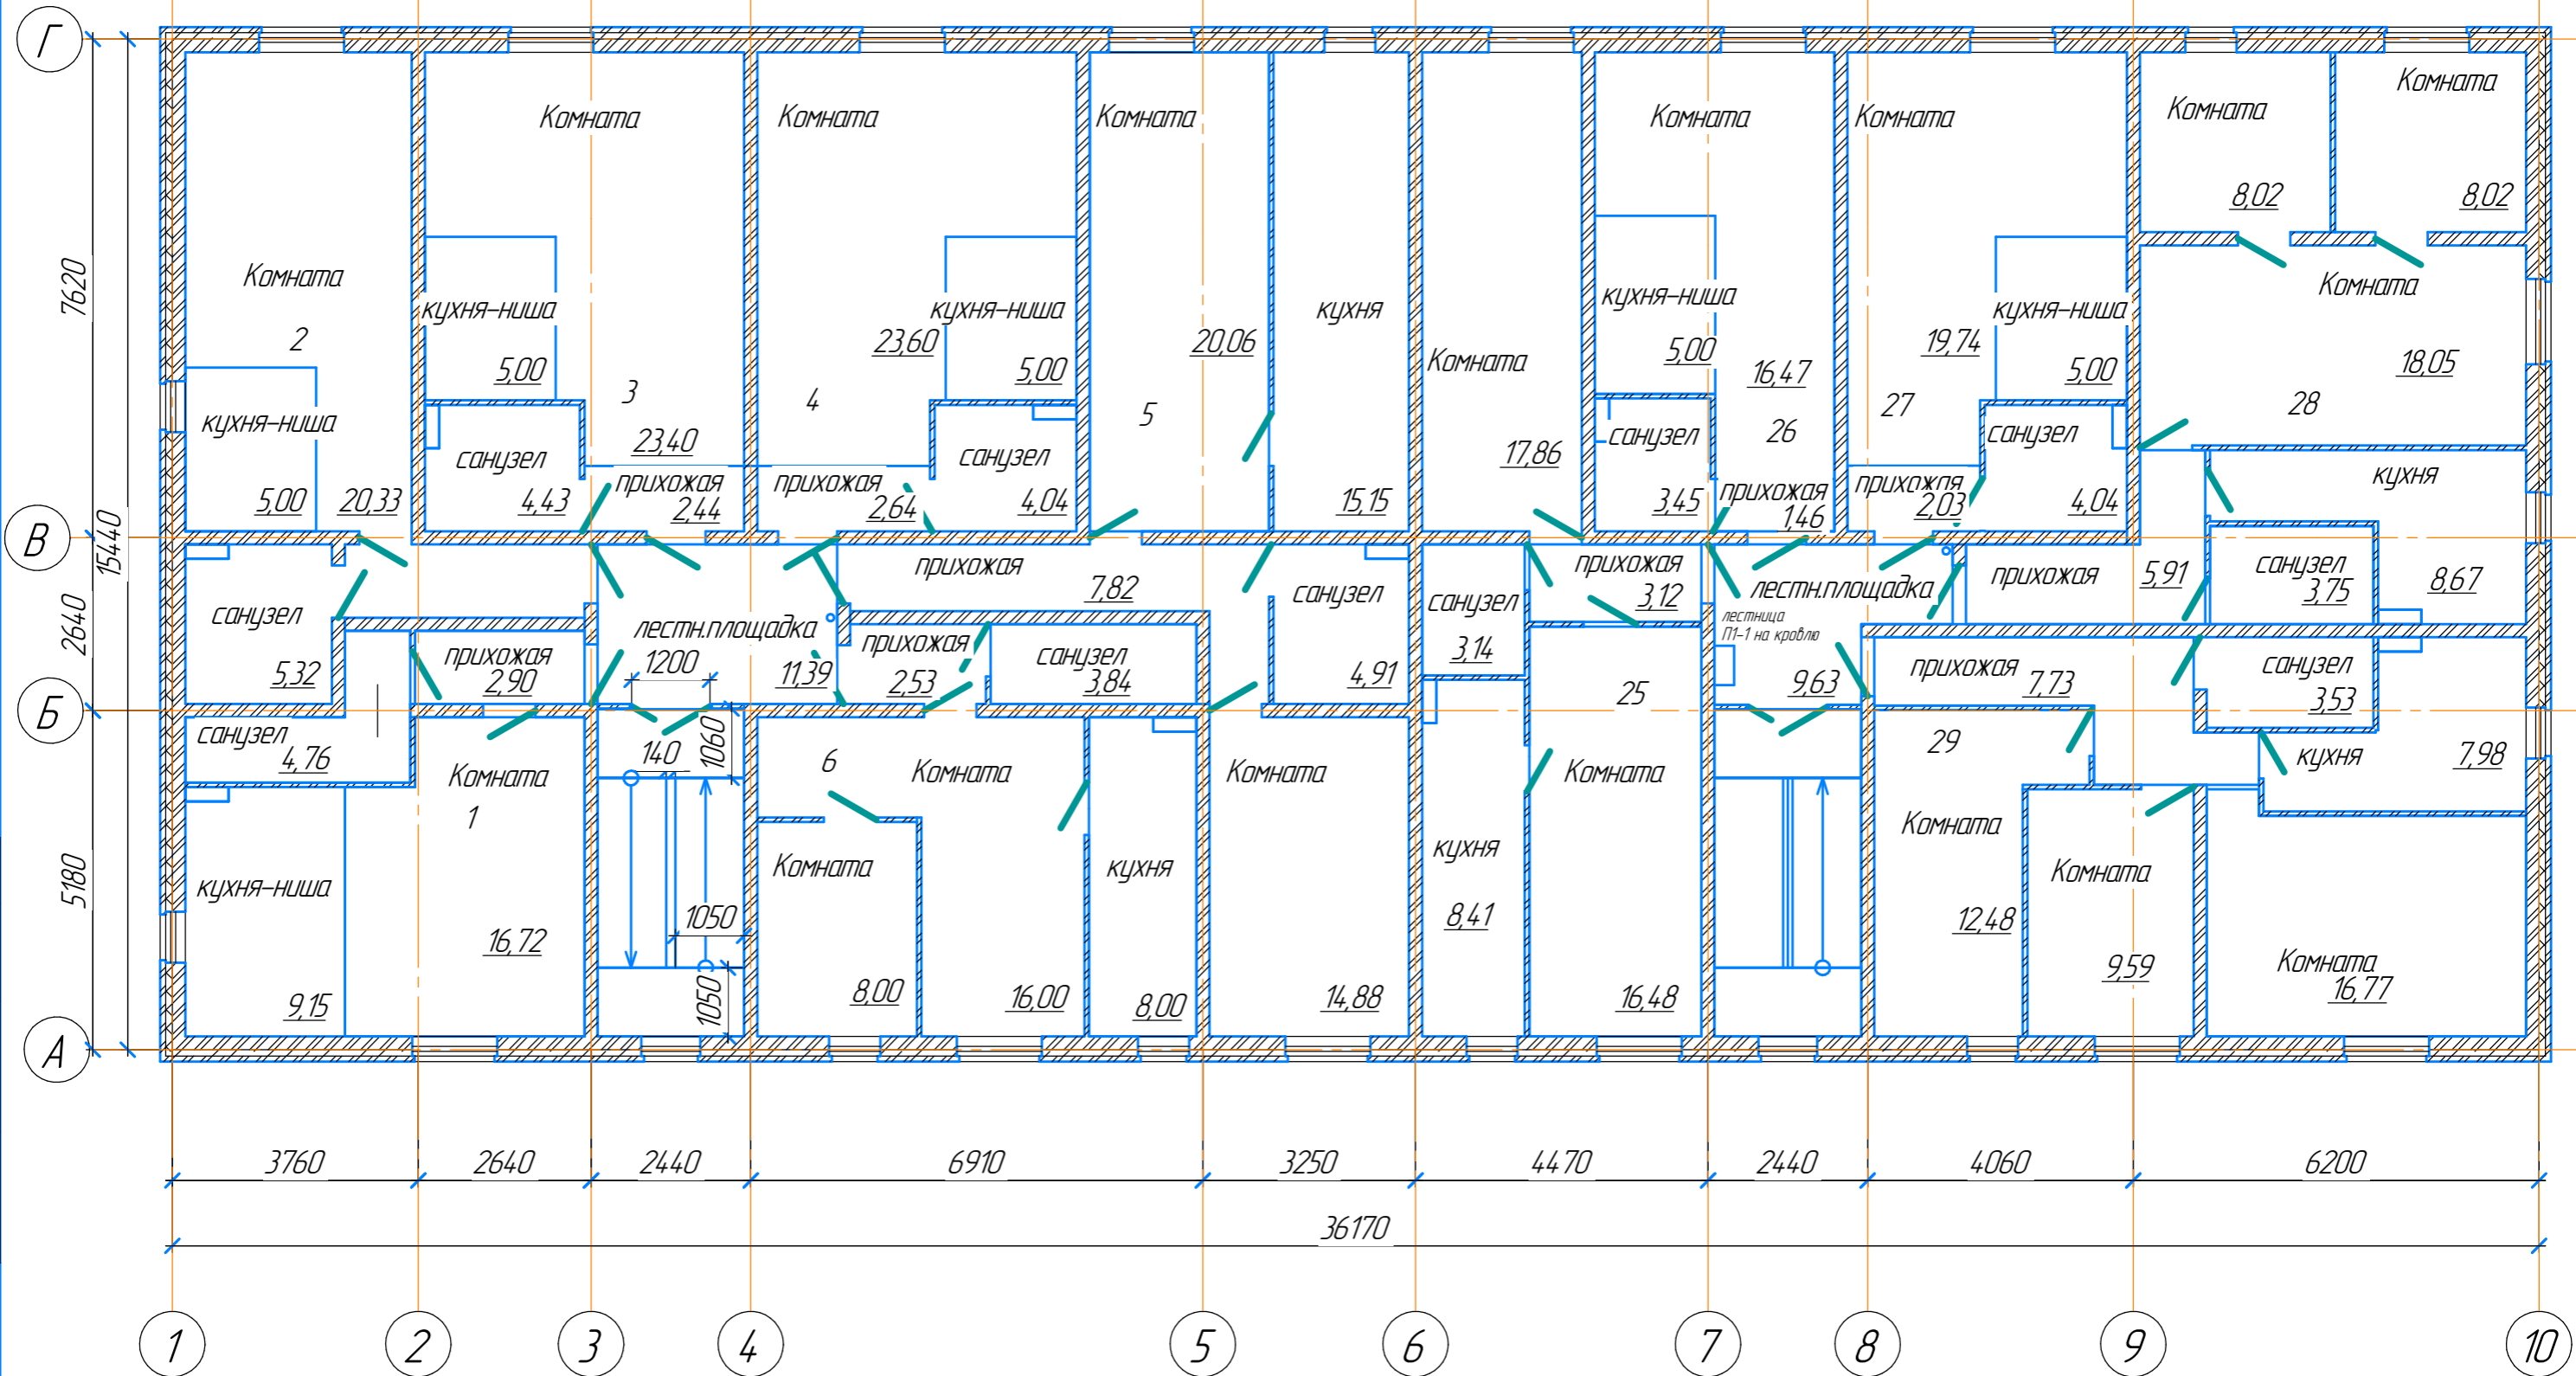 Г
В
Б
А
7620
2640
5180
15440
Комната
2
кухня-ниша
5,00
20,33
Комната
кухня-ниша
5,00
3
23,40
санузел
4,43
прихожая
2,44
Комната
кухня-ниша
23,60
5,00
4
прихожая
2,64
санузел
4,04
Комната
20,06
5
кухня
15,15
Комната
17,86
Комната
кухня-ниша
5,00
16,47
26
санузел
3,45
прихожая
1,46
Комната
19,74
кухня-ниша
5,00
27
санузел
4,04
прихожая
2,03
Комната
8,02
Комната
8,02
Комната
18,05
28
кухня
8,67
санузел
3,75
прихожая
5,91
санузел
5,32
санузел
4,76
прихожая
2,90
Комната
1
16,72
кухня-ниша
9,15
лестн.площадка
1200
11,39
1060
140
1050
1050
прихожая
7,82
прихожая
2,53
санузел
3,84
санузел
4,91
6
Комната
16,00
Комната
8,00
кухня
8,00
Комната
14,88
санузел
3,14
прихожая
3,12
25
Комната
16,48
кухня
8,41
лестн.площадка
лестница
П1-1 на кровлю
9,63
прихожая
7,73
санузел
3,53
кухня
7,98
29
Комната
12,48
Комната
9,59
Комната
16,77
3760
2640
2440
6910
3250
4470
2440
4060
6200
36170
1
2
3
4
5
6
7
8
9
10